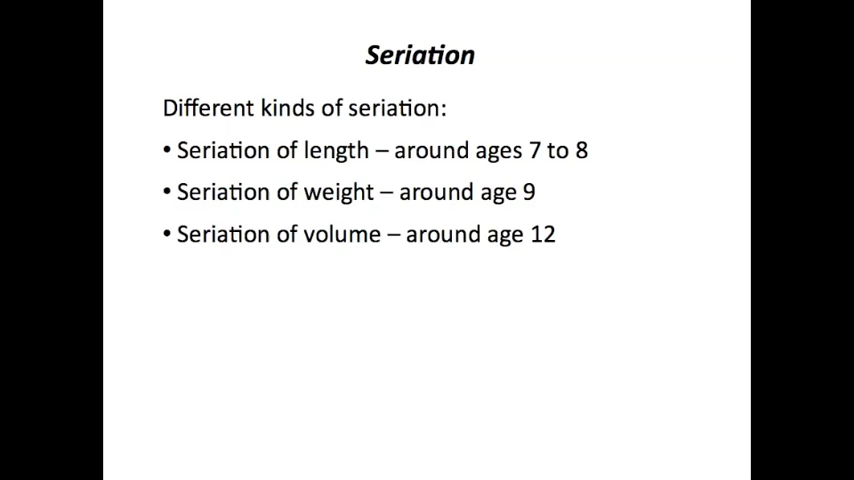 Seriation
Different kinds of seriation:
• Seriation of length – around ages 7 to 8
• Seriation of weight – around age 9
• Seriation of volume – around age 12